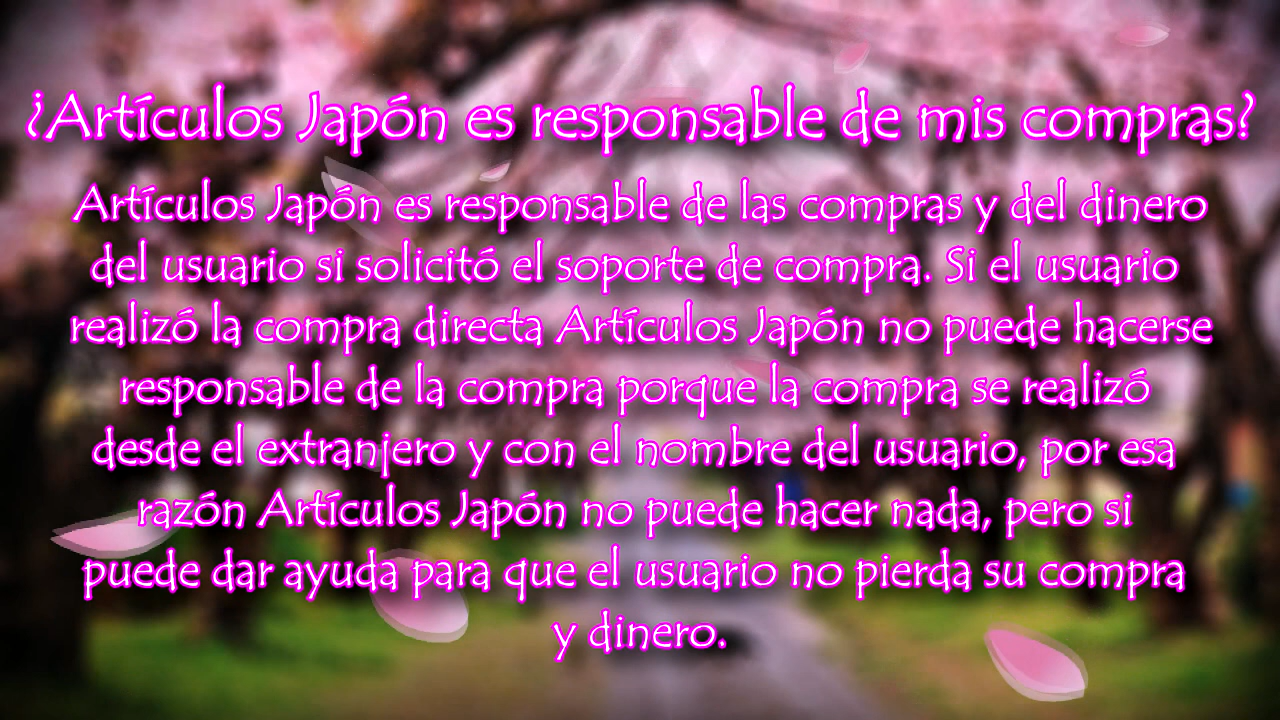 ¿Artículos Japón es responsable de mis compras?
Artículos Japón es responsable de las compras y del dinero
del usuario si solicitó el soporte de compra. Si el usuario
realizó la compra directa Artículos Japón no puede hacerse
responsable de la compra porque la compra se realizó
desde el extranjero y con el nombre del usuario, por esa
razón Artículos Japón no puede hacer nada, pero si
puede dar ayuda para que el usuario no pierda su compra
y dinero.